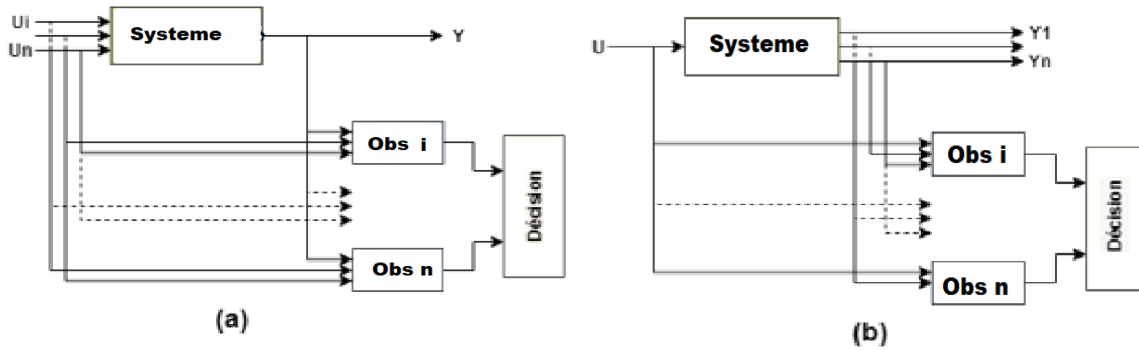 Ui
Un
Systeme
Y
Obs i
Obs n
Décision
(a)
U
Systeme
Y1
Yn
Obs i
Obs n
Décision
(b)